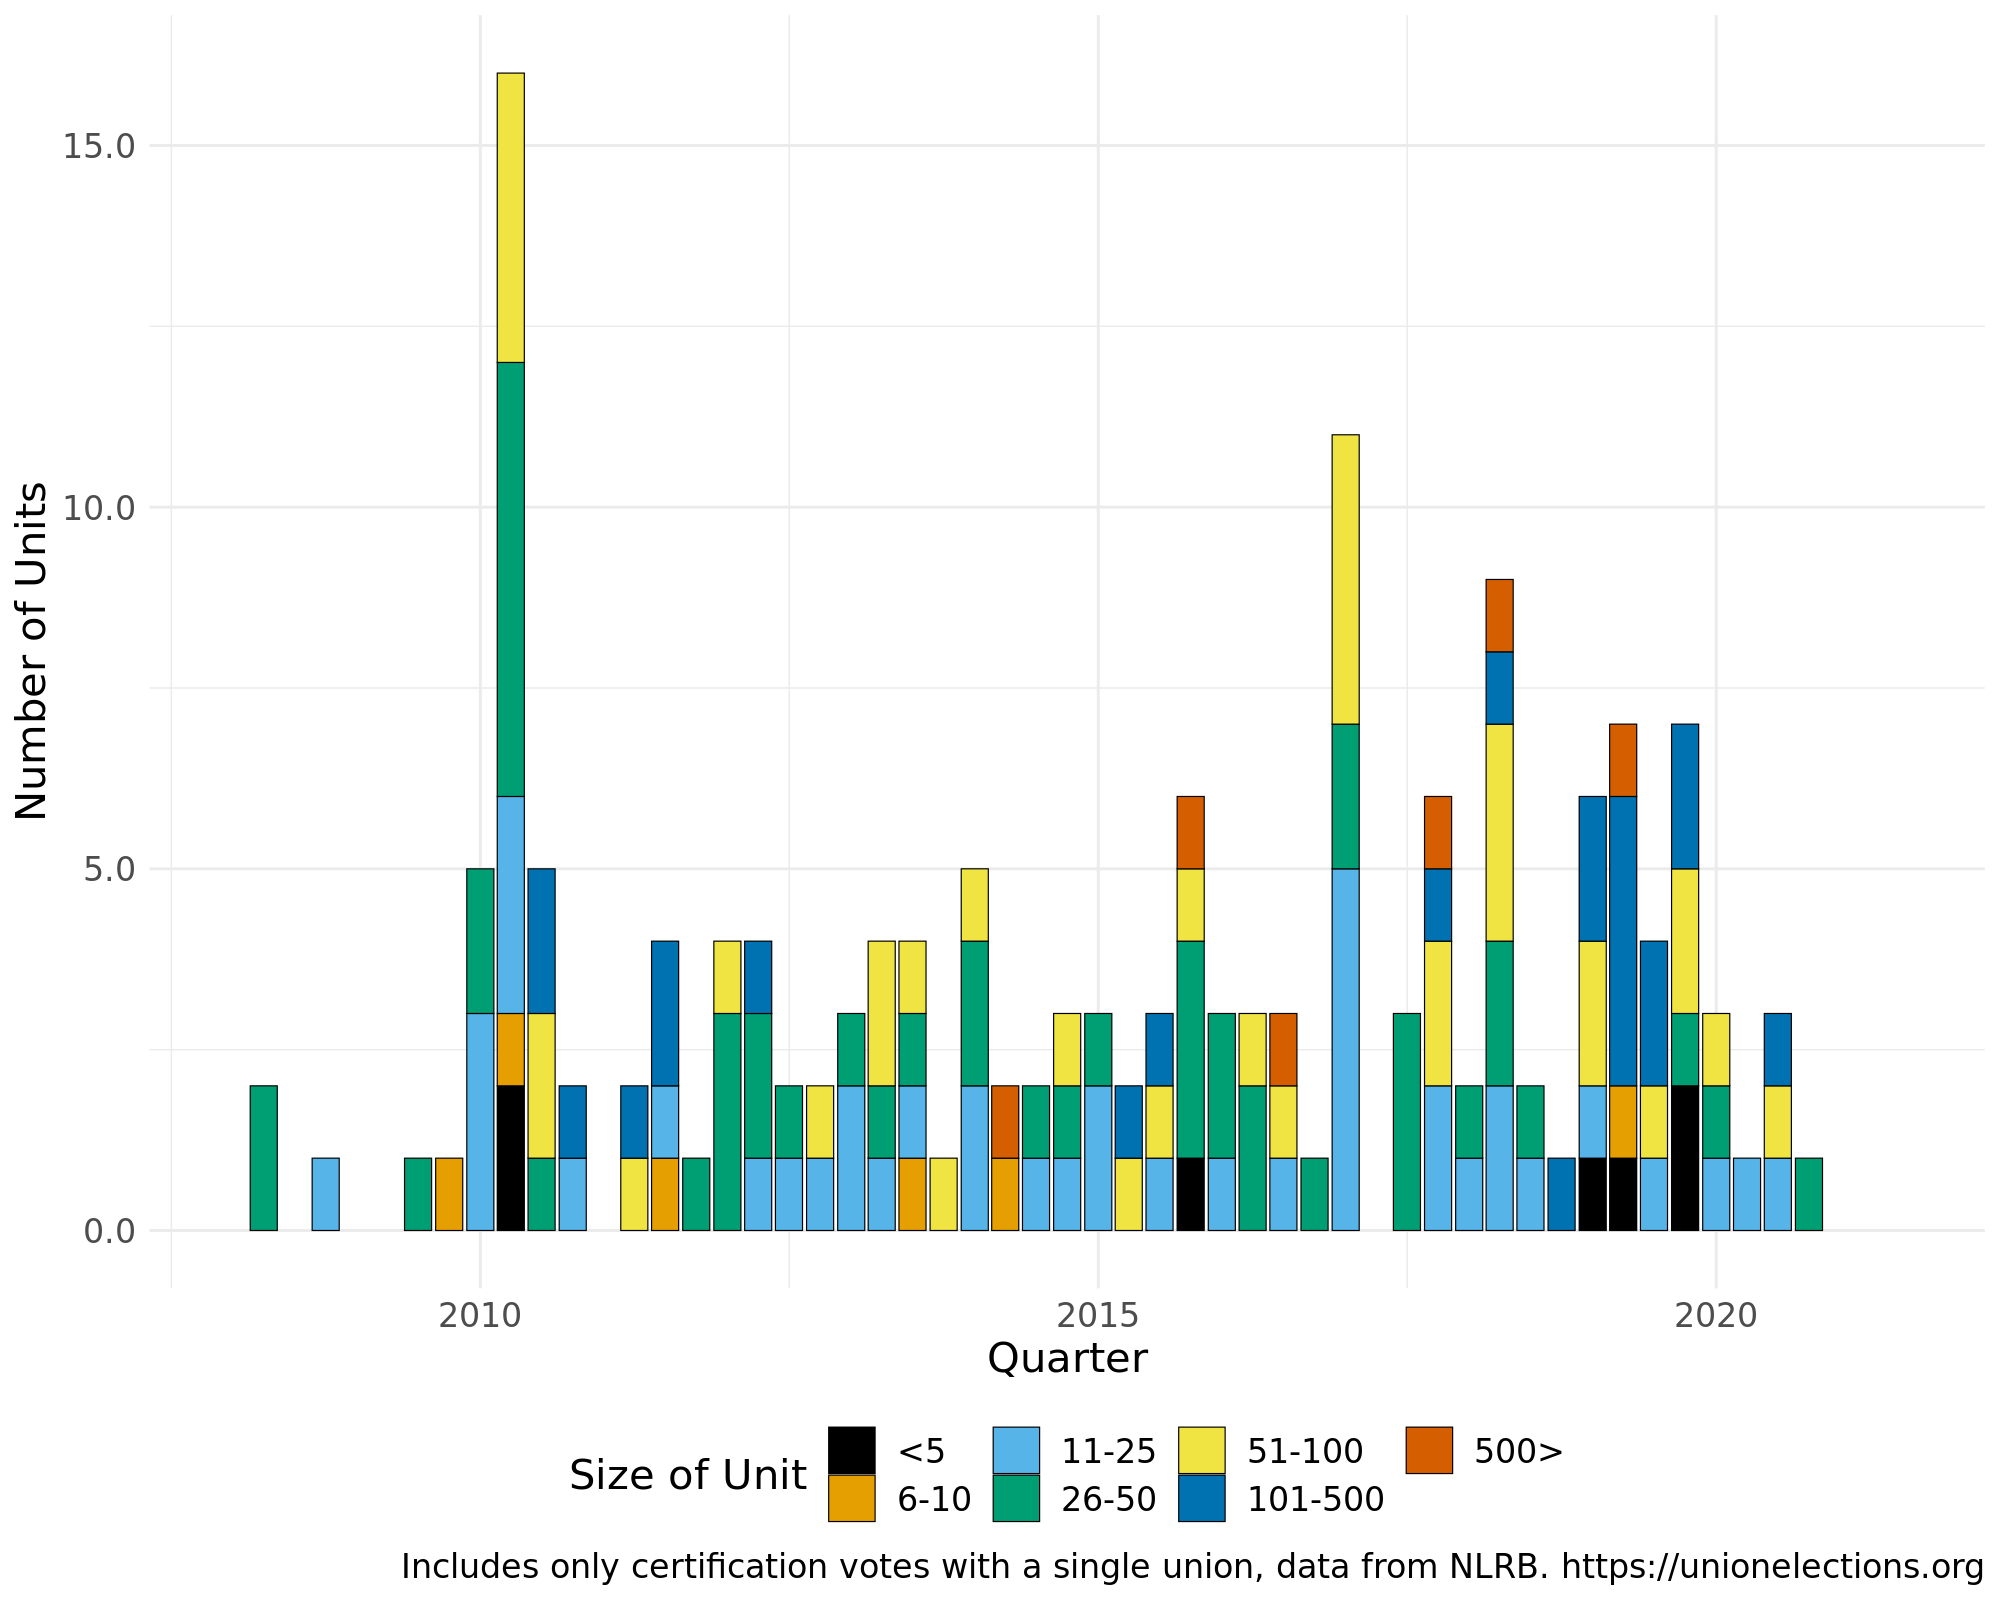 15.0
10.0
5.0
0.0
Number of Units
2010 2015 2020
Quarter
Size of Unit
<5 11-25 51-100 500>
6-10 26-50 101-500
Includes only certification votes with a single union, data from NLRB. https://unionelections.org